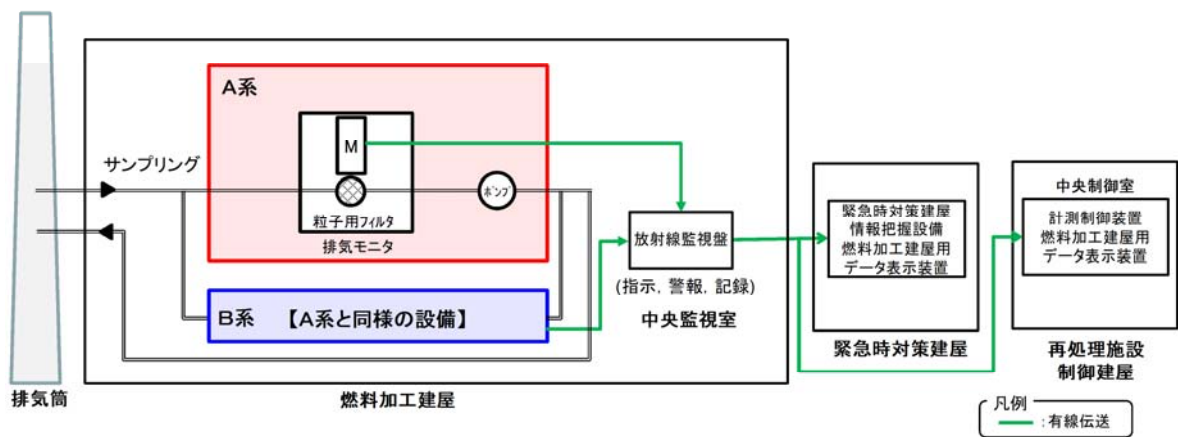 A系
M
サンプリング
ポンプ
粒子用フィルタ
排気モニタ
B系 【A系と同様の設備】
放射線監視盤
(指示，警報，記録)
中央監視室
緊急時対策建屋
情報把握設備
燃料加工建屋用
データ表示装置
緊急時対策建屋
中央制御室
計測制御装置
燃料加工建屋用
データ表示装置
再処理施設
制御建屋
排気筒
燃料加工建屋
凡例
：有線伝送